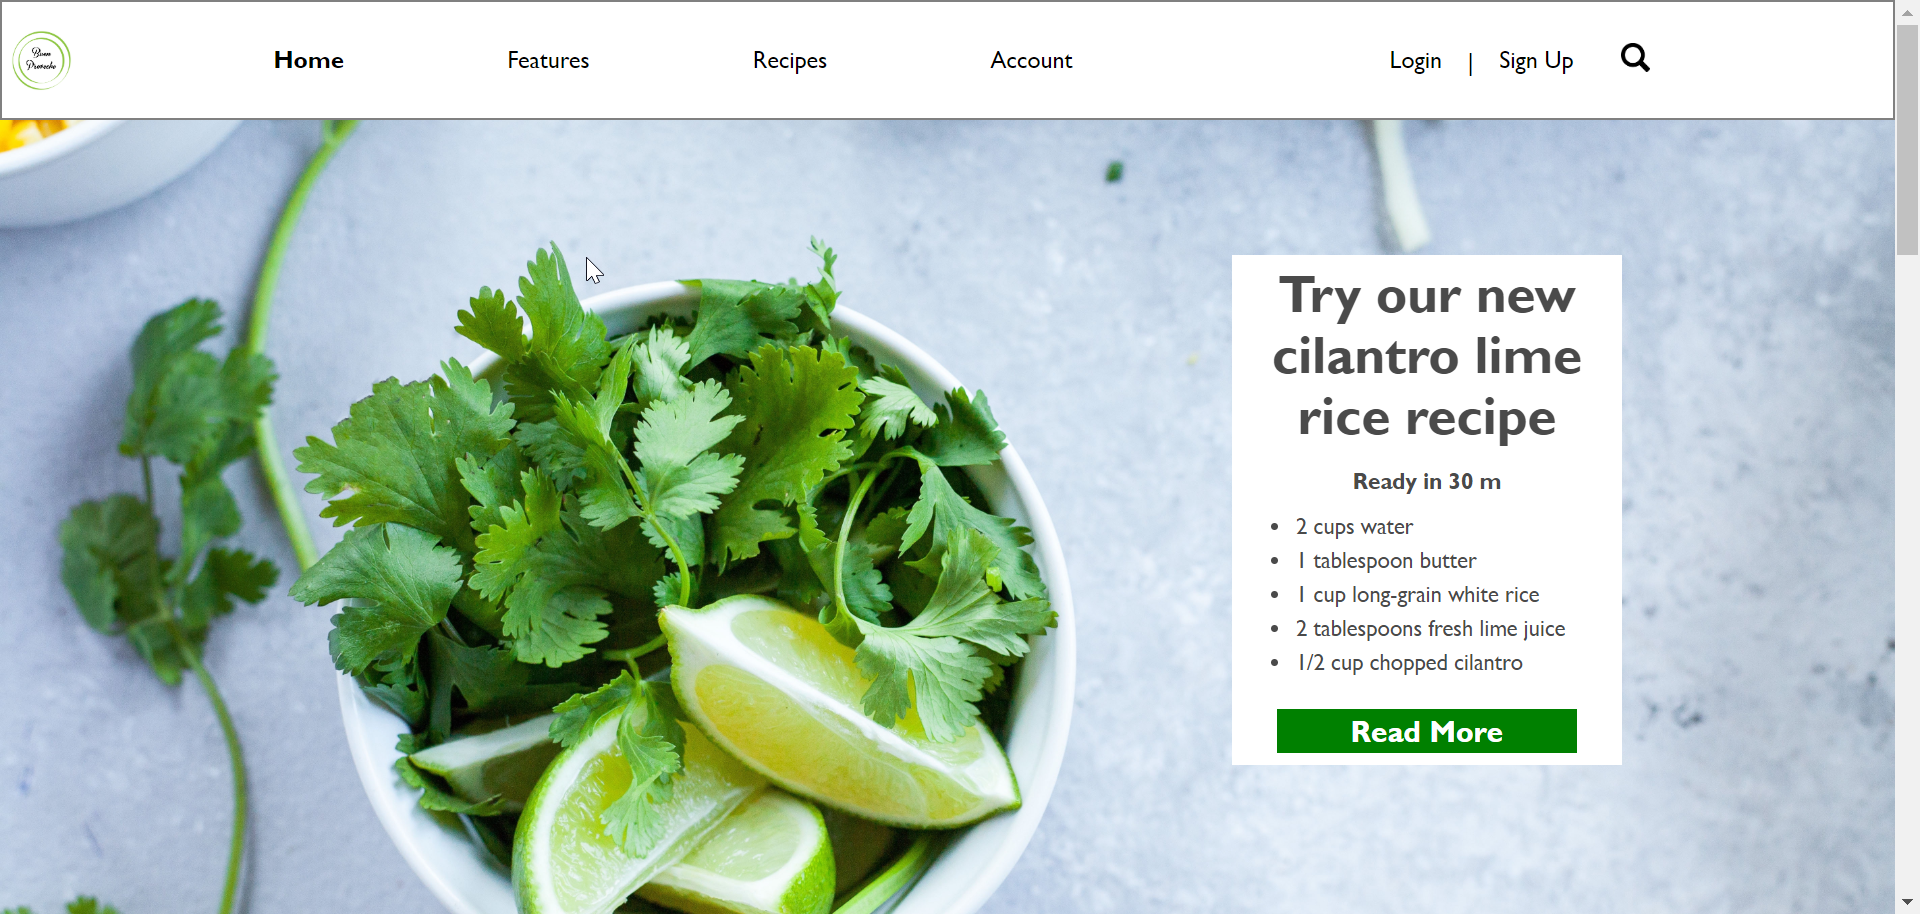 Buen
Provecho
Home
Features
Recipes
Account
Login | Sign Up
Try our new
cilantro lime
rice recipe
Ready in 30 m
• 2 cups water
• 1 tablespoon butter
• 1 cup long-grain white rice
• 2 tablespoons fresh lime juice
• 1/2 cup chopped cilantro
Read More